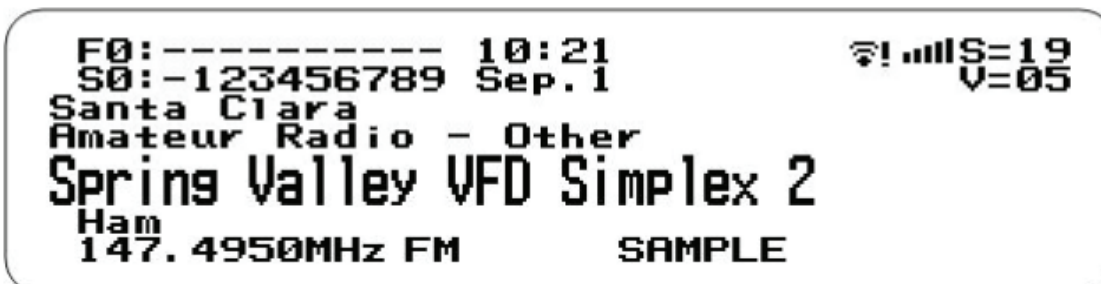 F0:---------- 10:21 S=19
S0:-123456789 Sep.1 V=05
Santa Clara
Amateur Radio - Other
Spring Valley VFD Simplex 2
Ham
147.4950MHz FM SAMPLE